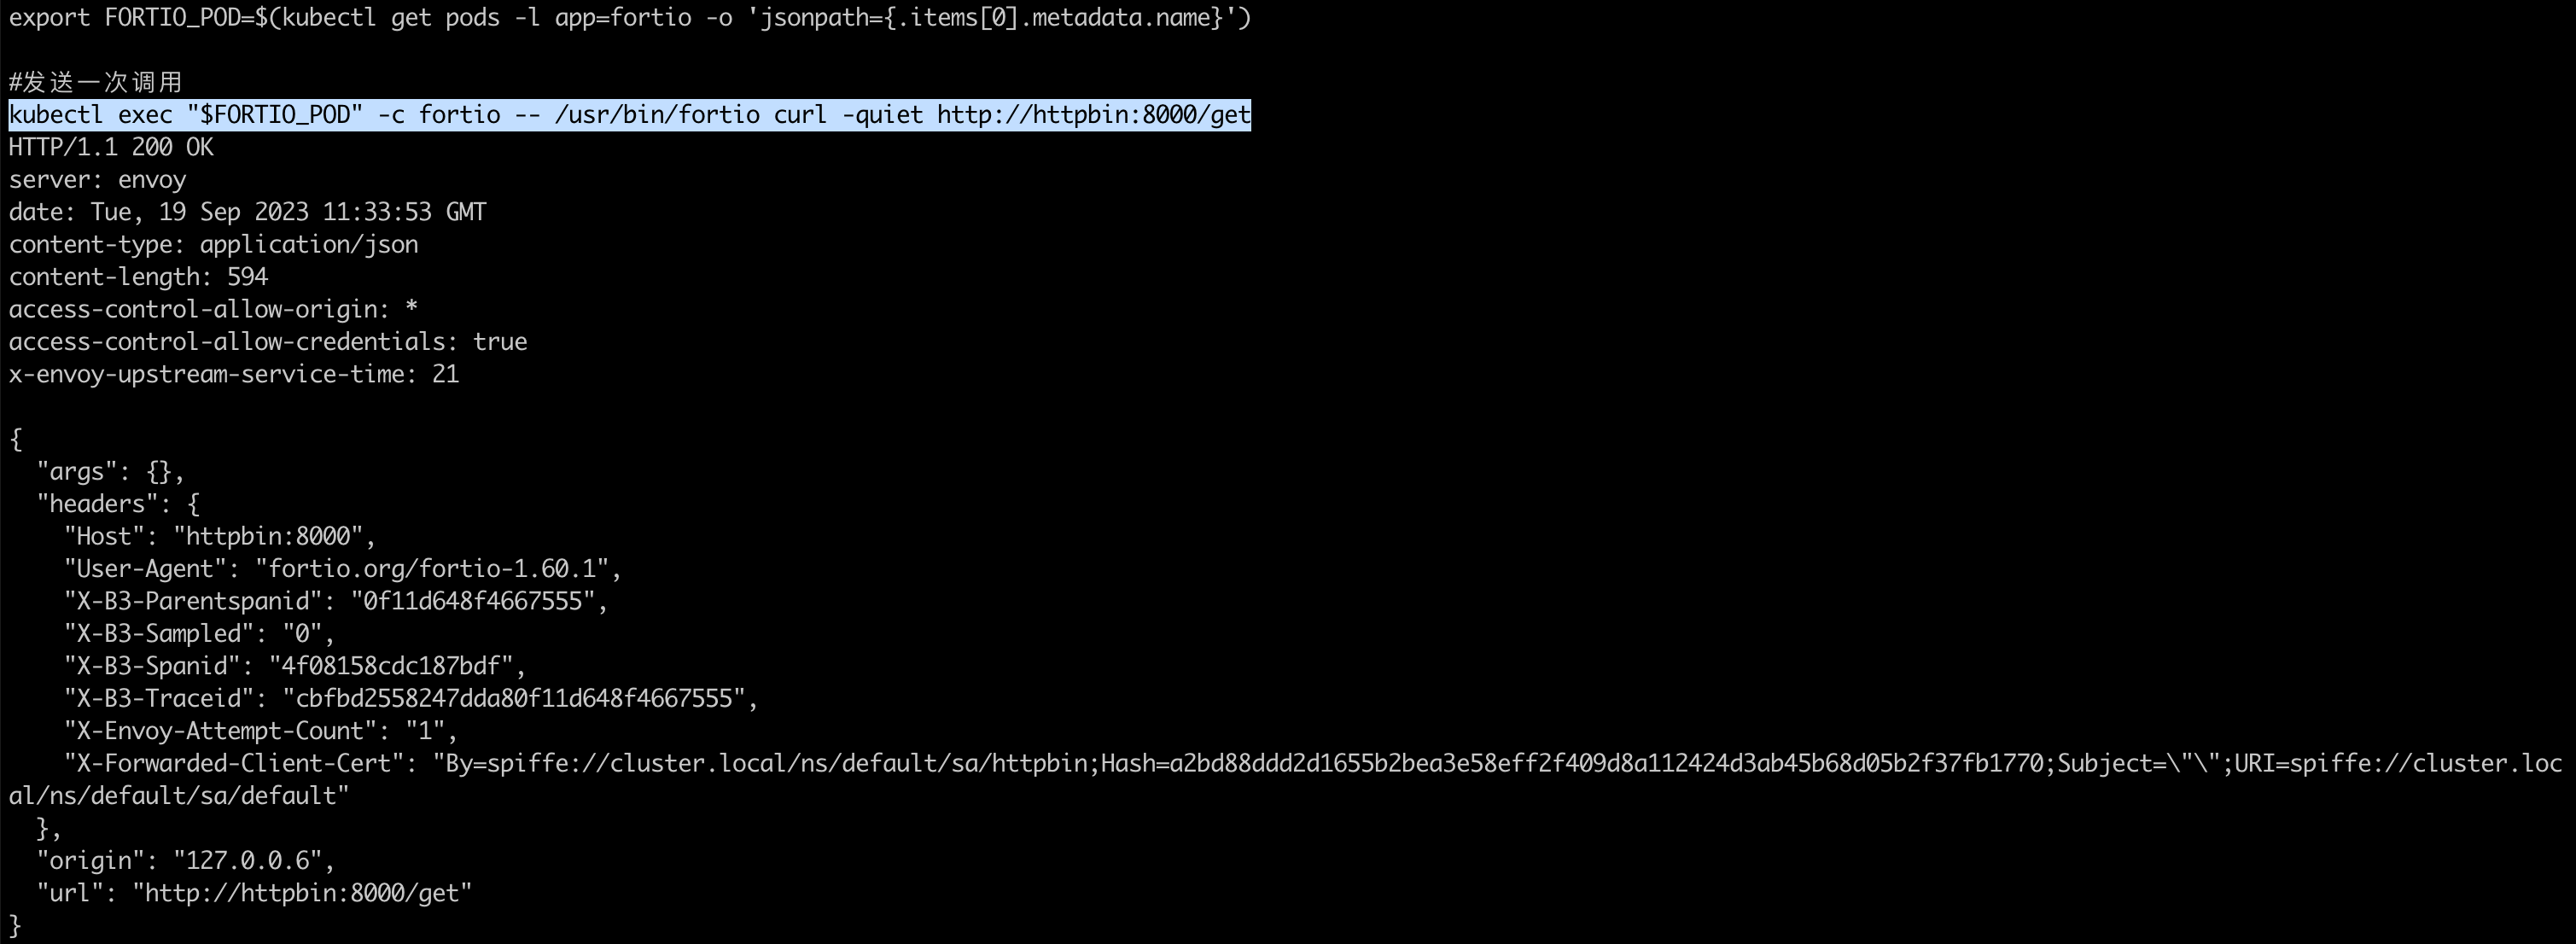 export FORTIO_POD=$(kubectl get pods -l app=fortio -o 'jsonpath={.items[0].metadata.name}')
#发送一次调用
kubectl exec "$FORTIO_POD" -c fortio -- /usr/bin/fortio curl -quiet http://httpbin:8000/get
HTTP/1.1 200 OK
server: envoy
date: Tue, 19 Sep 2023 11:33:53 GMT
content-type: application/json
content-length: 594
access-control-allow-origin: *
access-control-allow-credentials: true
x-envoy-upstream-service-time: 21
{
  "args": {},
  "headers": {
    "Host": "httpbin:8000",
    "User-Agent": "fortio.org/fortio-1.60.1",
    "X-B3-Parentspanid": "0f11d648f4667555",
    "X-B3-Sampled": "0",
    "X-B3-Spanid": "4f08158cdc187bdf",
    "X-B3-Traceid": "cbfbd2558247dda80f11d648f4667555",
    "X-Envoy-Attempt-Count": "1",
    "X-Forwarded-Client-Cert": "By=spiffe://cluster.local/ns/default/sa/httpbin;Hash=a2bd88ddd2d1655b2bea3e58eff2f409d8a112424d3ab45b68d05b2f37fb1770;Subject=\"\";URI=spiffe://cluster.loc
al/ns/default/sa/default"
  },
  "origin": "127.0.0.6",
  "url": "http://httpbin:8000/get"
}